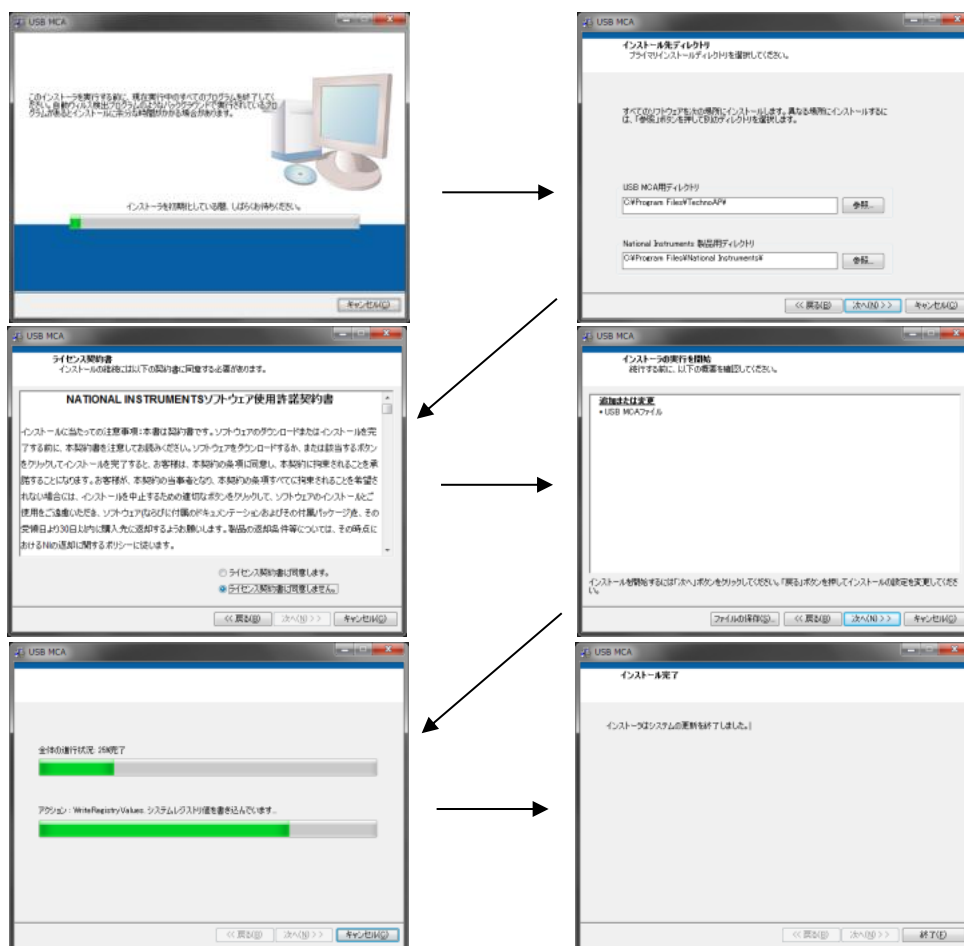 USB MCA
このインストーラを実行する前に、現在実行中のすべてのプログラムを終了してく
ださい。自動ウィルス検出プログラムのようなバックグラウンドで実行されているプロ
グラムがあるとインストールに余分な時間がかかる場合があります。
インストーラを初期化している間、しばらくお待ちください。
キャンセル(C)
USB MCA
インストール先ディレクトリ
プライマリインストールディレクトリを選択してください。
すべてのソフトウェアを次の場所にインストールします。異なる場所にインストールするに
は、「参照」ボタンを押して別のディレクトリを選択します。
USB MCA用ディレクトリ
C:¥Program Files¥TechnoAP¥
参照...
National Instruments 製品用ディレクトリ
C:¥Program Files¥National Instruments¥
参照...
<< 戻る(B) 次へ(N) >> キャンセル(C)
USB MCA
ライセンス契約書
インストールの継続には以下の契約書に同意する必要があります。
NATIONAL INSTRUMENTSソフトウェア使用許諾契約書
インストールに当たっての注意事項:本書は契約書です。ソフトウェアのダウンロードまたはインストールを完
了する前に、本契約書を注意してお読みください。ソフトウェアをダウンロードするか、または該当するボタン
をクリックしてインストールを完了すると、お客様は、本契約の条項に同意し、本契約に拘束されることを承
諾することになります。お客様が、本契約の当事者となり、本契約の条項すべてに拘束されることを希望さ
れない場合には、インストールを中止するための適切なボタンをクリックして、ソフトウェアのインストールとご
使用をご遠慮いただき、ソフトウェア(ならびに付属のドキュメンテーションおよびその付属パッケージ)を、その
受領日より30日以内に購入先に返却するようお願いします。製品の返却条件等については、その時点に
おけるNIの返却に関するポリシーに従います。
ライセンス契約書に同意します。
ライセンス契約書に同意しません。
<< 戻る(B) 次へ(N) >> キャンセル(C)
USB MCA
インストーラの実行を開始
続行する前に、以下の概要を確認してください。
追加または変更
• USB MCAファイル
インストールを開始するには「次へ」ボタンをクリックしてください。「戻る」ボタンを押してインストールの設定を変更してくださ
い。
ファイルの保存(S)... << 戻る(B) 次へ(N) >> キャンセル(C)
USB MCA
全体の進行状況: 25%完了
アクション : WriteRegistryValues. システムレジストリ値を書き込んでいます...
<< 戻る(B) 次へ(N) >> キャンセル(C)
USB MCA
インストール完了
インストーラはシステムの更新を終了しました。
<< 戻る(B) 次へ(N) >> 終了(F)